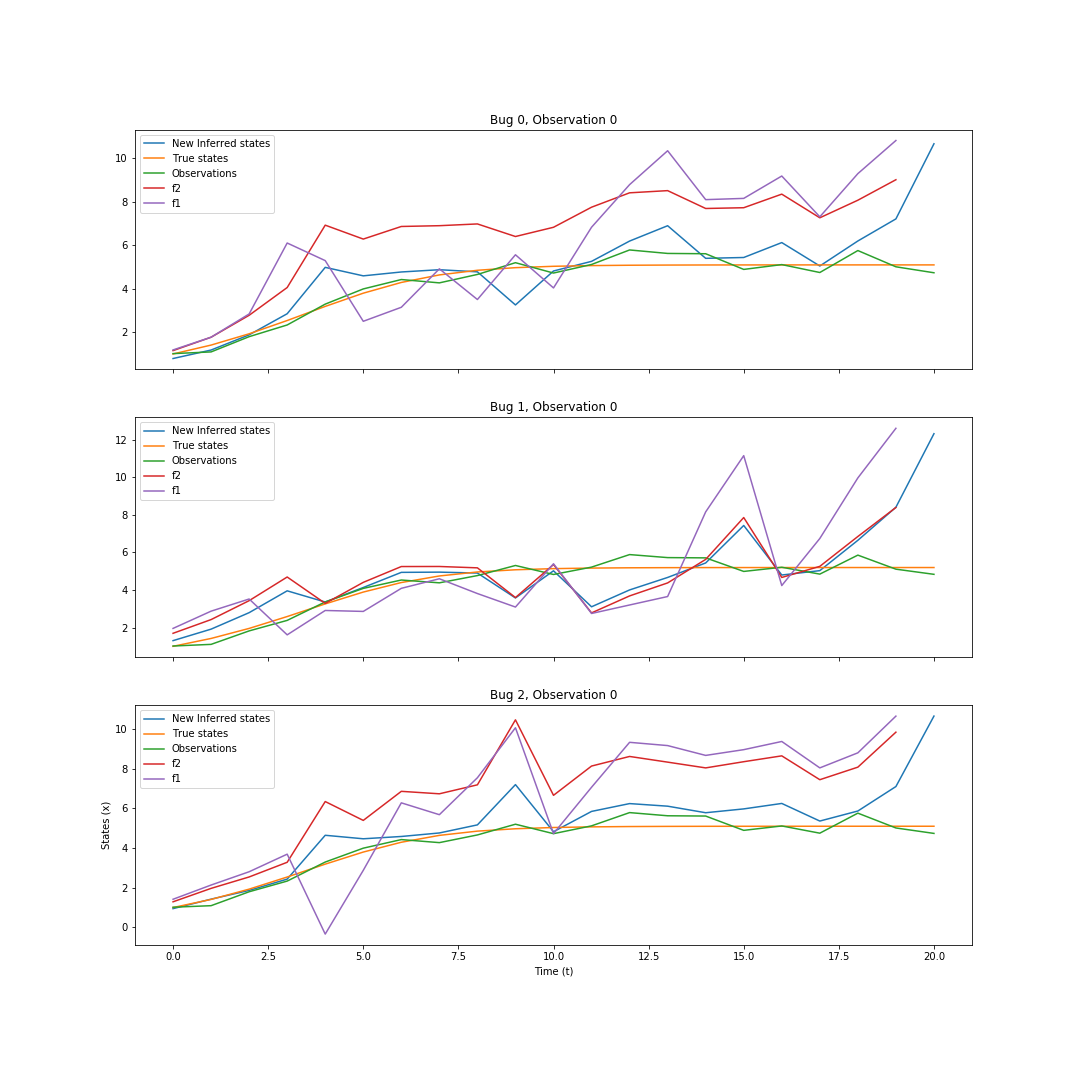 Bug 0, Observation 0
New Inferred states
True states
Observations
f2
f1
10
8
6
4
2
Bug 1, Observation 0
New Inferred states
True states
Observations
f2
f1
12
10
8
6
4
2
Bug 2, Observation 0
New Inferred states
True states
Observations
f2
f1
10
8
6
4
2
0
States (x)
0.0 2.5 5.0 7.5 10.0 12.5 15.0 17.5 20.0
Time (t)